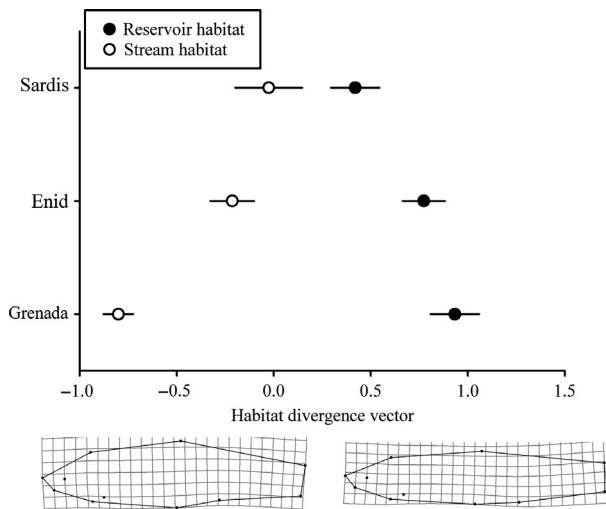 Reservoir habitat
Stream habitat
Sardis
Enid
Grenada
−1.0 −0.5 0.0 0.5 1.0 1.5
Habitat divergence vector